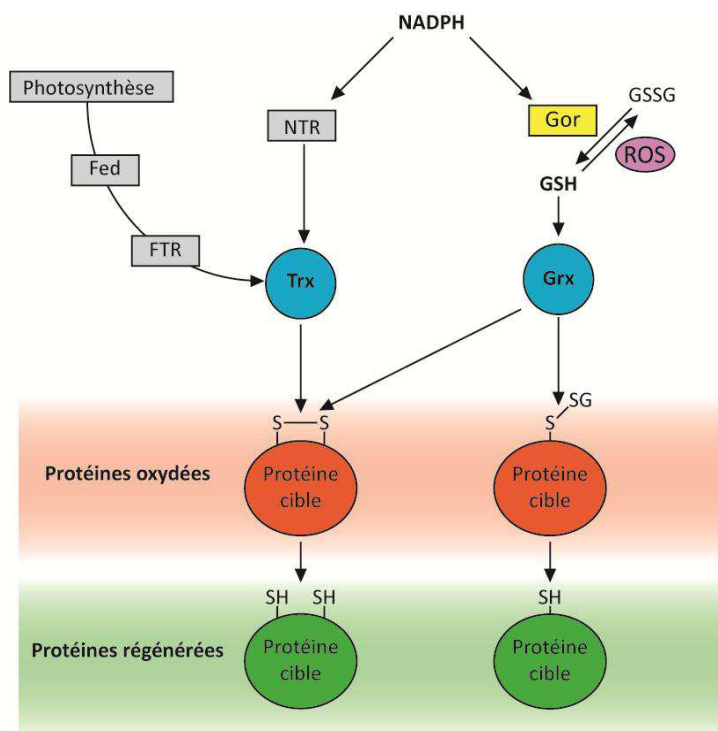 NADPH
Photosynthèse
GSSG
NTR
Gor
ROS
Fed
GSH
FTR
Trx
Grx
SG
S S
S
Protéines oxydées
Protéine
cible
Protéine
cible
SH SH
SH
Protéines régénérées
Protéine
cible
Protéine
cible